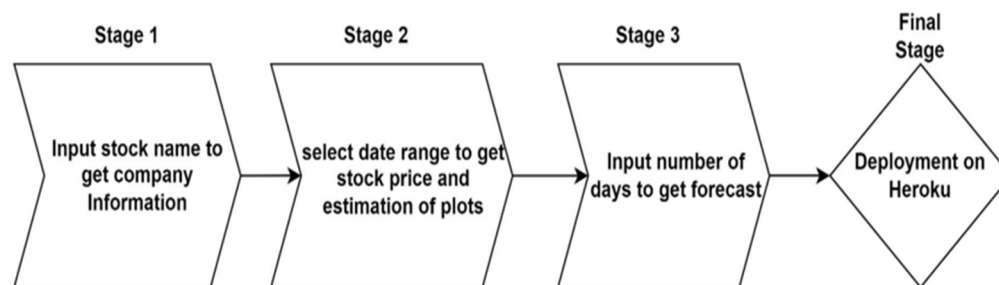 Stage 1
Input stock name to
get company
Information
Stage 2
select date range to get
stock price and
estimation of plots
Stage 3
Input number of
days to get forecast
Final
Stage
Deployment on
Heroku